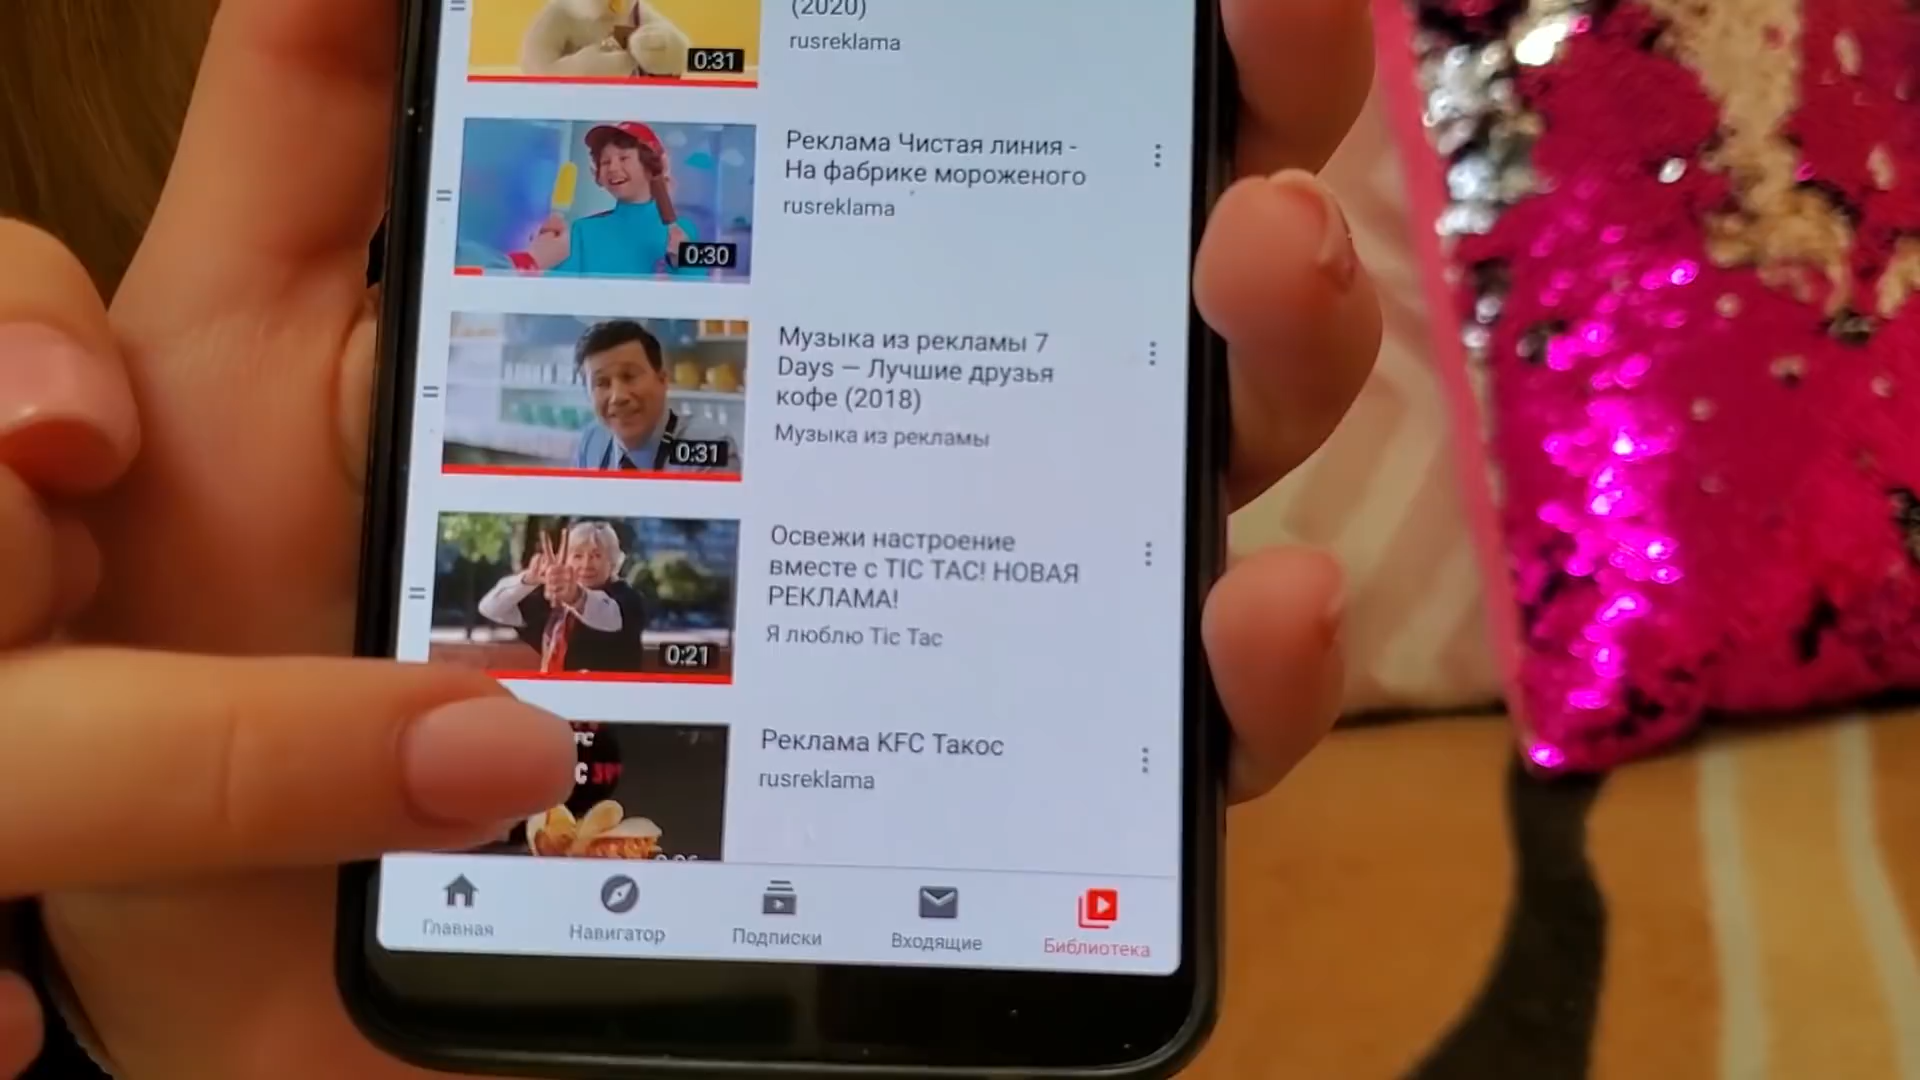 (2020)
rusreklama
0:31
Реклама Чистая линия -
На фабрике мороженого
rusreklama
0:30
Музыка из рекламы 7
Days — Лучшие друзья
кофе (2018)
Музыка из рекламы
0:31
Освежи настроение
вместе с TIC TAC! НОВАЯ
РЕКЛАМА!
Я люблю Tic Tac
0:21
Реклама KFC Такос
rusreklama
Главная
Навигатор
Подписки
Входящие
Библиотека